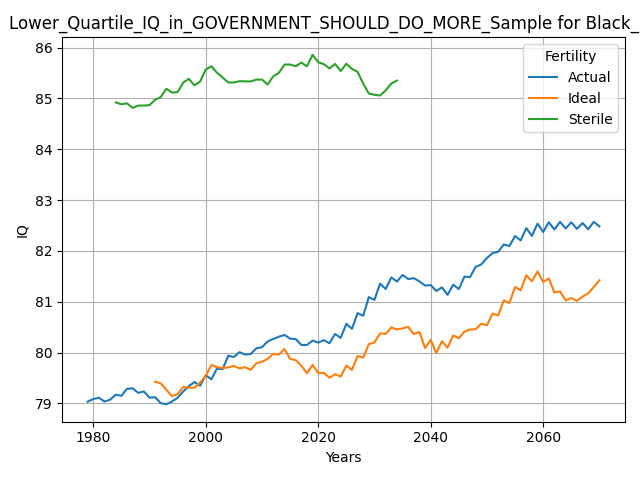 Lower_Quartile_IQ_in_GOVERNMENT_SHOULD_DO_MORE_Sample for Black_
Fertility
Actual
Ideal
Sterile
86
85
84
83
82
81
80
79
IQ
1980
2000
2020
2040
2060
Years